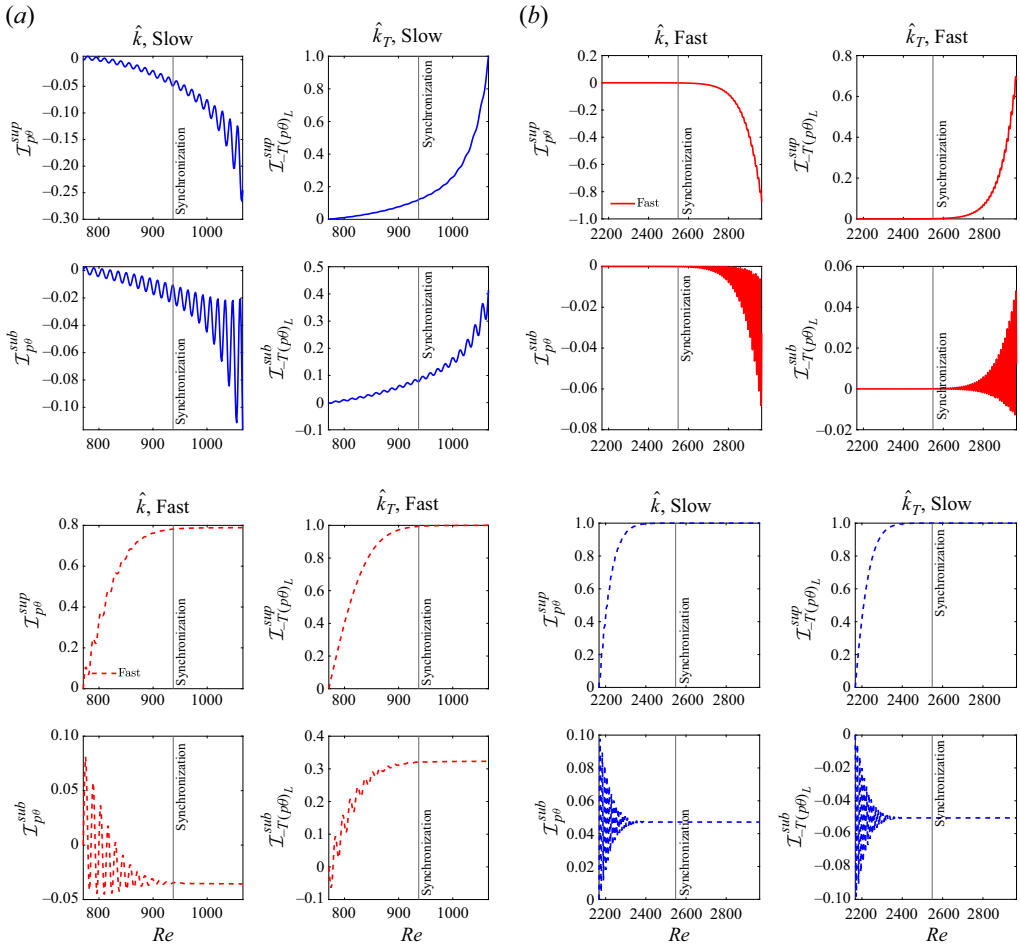 (a) (b)
k̂, Slow k̂_T, Slow k̂, Fast k̂_T, Fast
0 −0.05 −0.10 −0.15 −0.20 −0.25 −0.30
I^sup_pθ
Synchronization
800 900 1000
1.0 0.8 0.6 0.4 0.2 0
I^sup_−T(pθ)_L
Synchronization
800 900 1000
0.2 0 −0.2 −0.4 −0.6 −0.8 −1.0
I^sup_pθ
Fast
Synchronization
2200 2400 2600 2800
0.8 0.6 0.4 0.2 0
I^sup_−T(pθ)_L
Synchronization
2200 2400 2600 2800
0 −0.02 −0.04 −0.06 −0.08 −0.10
I^sub_pθ
Synchronization
800 900 1000
0.5 0.4 0.3 0.2 0.1 0 −0.1
I^sub_−T(pθ)_L
Synchronization
800 900 1000
0 −0.02 −0.04 −0.06 −0.08
I^sub_pθ
Synchronization
2200 2400 2600 2800
0.06 0.04 0.02 0 −0.02
I^sub_−T(pθ)_L
Synchronization
2200 2400 2600 2800
k̂, Fast k̂_T, Fast k̂, Slow k̂_T, Slow
0.8 0.6 0.4 0.2 0
I^sup_pθ
Fast
Synchronization
800 900 1000
1.0 0.8 0.6 0.4 0.2 0
I^sup_−T(pθ)_L
Synchronization
800 900 1000
1.0 0.8 0.6 0.4 0.2 0
I^sup_pθ
Synchronization
2200 2400 2600 2800
1.0 0.8 0.6 0.4 0.2 0
I^sup_−T(pθ)_L
Synchronization
2200 2400 2600 2800
0.10 0.05 0 −0.05
I^sub_pθ
Synchronization
800 900 1000
Re
0.4 0.3 0.2 0.1 0 −0.1
I^sub_−T(pθ)_L
Synchronization
800 900 1000
Re
0.10 0.08 0.06 0.04 0.02 0
I^sub_pθ
Synchronization
2200 2400 2600 2800
Re
0 −0.02 −0.04 −0.06 −0.08 −0.10
I^sub_−T(pθ)_L
Synchronization
2200 2400 2600 2800
Re